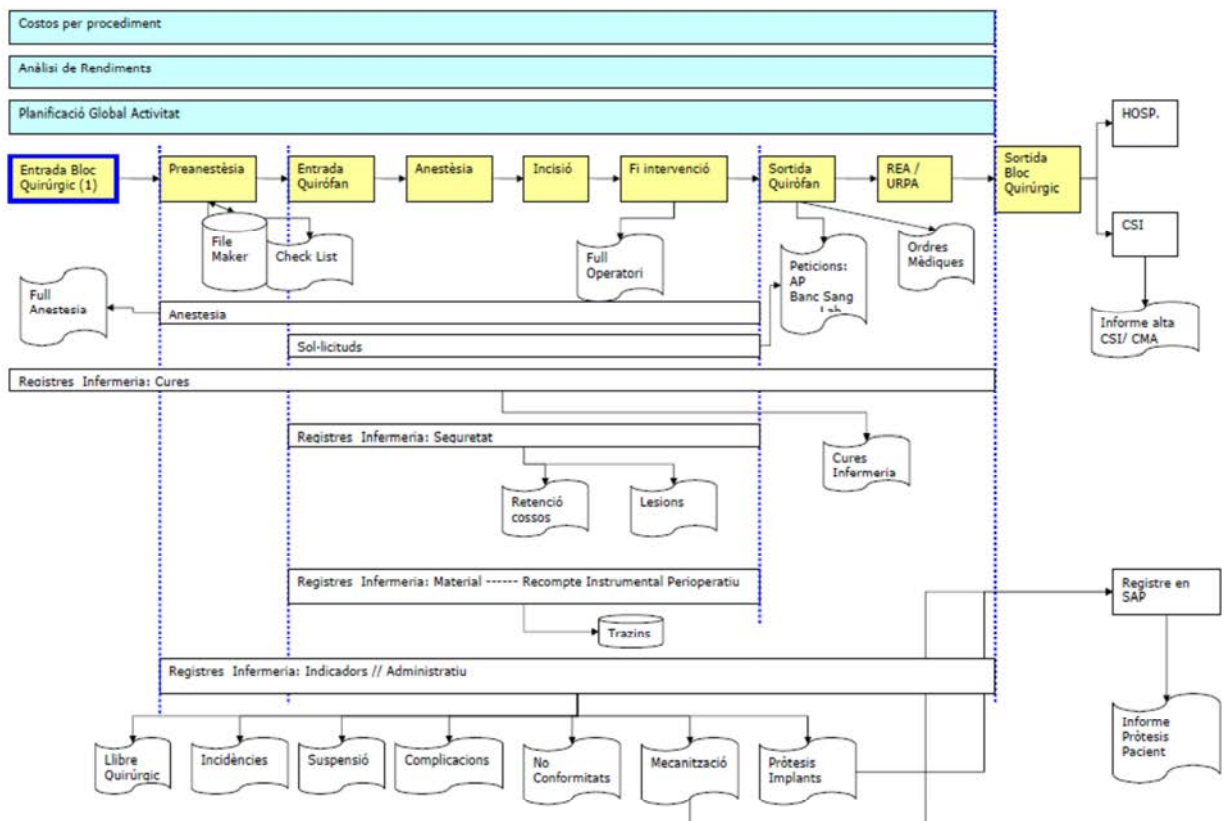 Costos per procediment
Anàlisi de Rendiments
Planificació Global Activitat
Entrada Bloc
Quirúrgic (1)
Preanestèsia
Entrada
Quirófan
Anestèsia
Incisió
Fi intervenció
Sortida
Quiròfan
REA /
URPA
Sortida
Bloc
Quirúrgic
HOSP.
CSI
Informe alta
CSI/ CMA
File
Maker
Check List
Full
Operatori
Peticions:
AP
Banc Sang
Lab
Ordres
Mèdiques
Full
Anestesia
Anestesia
Sol·licituds
Registres Infermeria: Cures
Registres Infermeria: Seguretat
Cures
Infermeria
Retenció
cossos
Lesions
Registres Infermeria: Material ------ Recompte Instrumental Perioperatiu
Trazins
Registre en
SAP
Registres Infermeria: Indicadors // Administratiu
Llibre
Quirúrgic
Incidències
Suspensió
Complicacions
No
Conformitats
Mecanització
Pròtesis
Implants
Informe
Pròtesis
Pacient